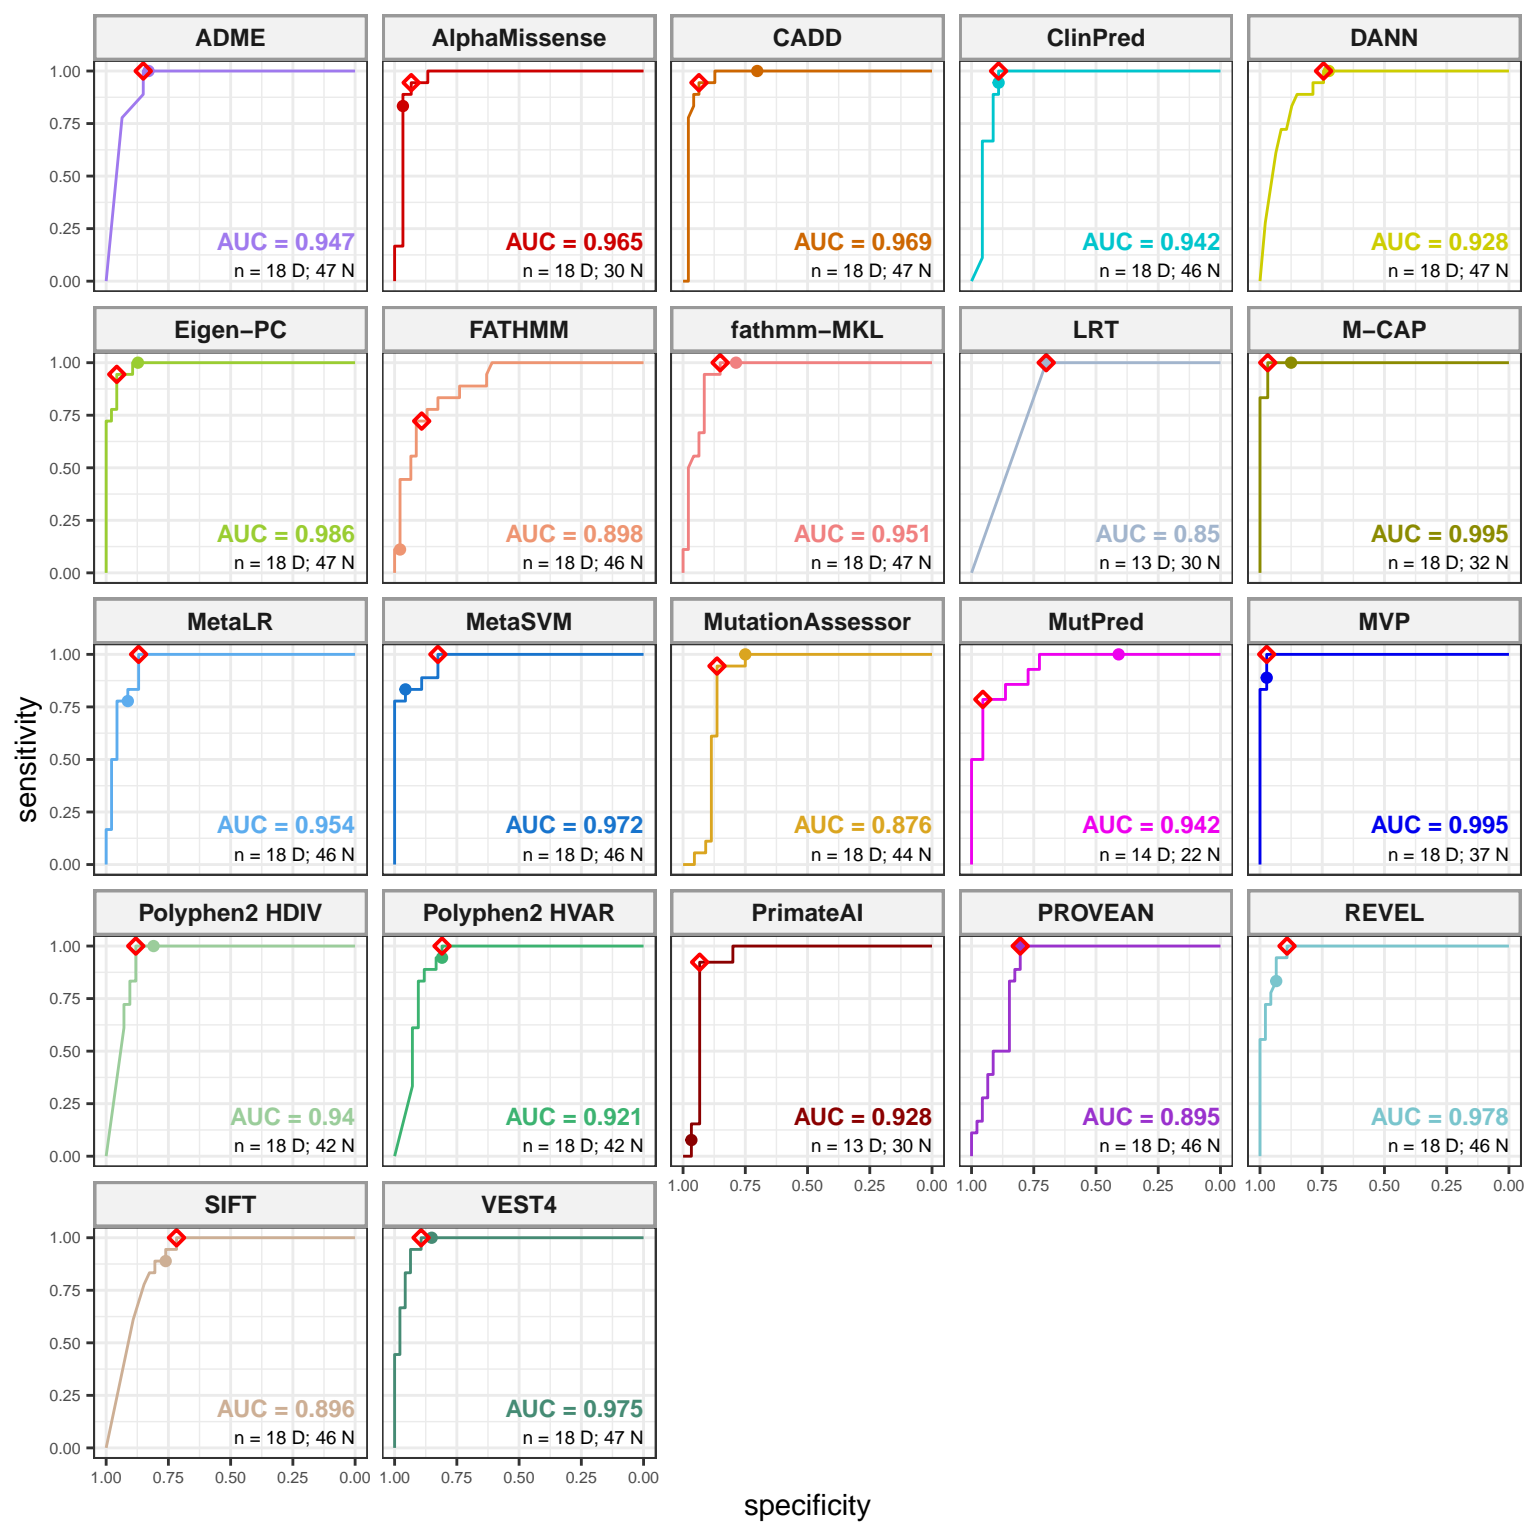 ADME
AlphaMissense
CADD
ClinPred
DANN
1.00
0.75
0.50
0.25
0.00
AUC = 0.947
n = 18 D; 47 N
AUC = 0.965
n = 18 D; 30 N
AUC = 0.969
n = 18 D; 47 N
AUC = 0.942
n = 18 D; 46 N
AUC = 0.928
n = 18 D; 47 N
Eigen−PC
FATHMM
fathmm−MKL
LRT
M−CAP
1.00
0.75
0.50
0.25
0.00
AUC = 0.986
n = 18 D; 47 N
AUC = 0.898
n = 18 D; 46 N
AUC = 0.951
n = 18 D; 47 N
AUC = 0.85
n = 13 D; 30 N
AUC = 0.995
n = 18 D; 32 N
MetaLR
MetaSVM
MutationAssessor
MutPred
MVP
1.00
0.75
0.50
0.25
0.00
AUC = 0.954
n = 18 D; 46 N
AUC = 0.972
n = 18 D; 46 N
AUC = 0.876
n = 18 D; 44 N
AUC = 0.942
n = 14 D; 22 N
AUC = 0.995
n = 18 D; 37 N
sensitivity
Polyphen2 HDIV
Polyphen2 HVAR
PrimateAI
PROVEAN
REVEL
1.00
0.75
0.50
0.25
0.00
AUC = 0.94
n = 18 D; 42 N
AUC = 0.921
n = 18 D; 42 N
AUC = 0.928
n = 13 D; 30 N
AUC = 0.895
n = 18 D; 46 N
AUC = 0.978
n = 18 D; 46 N
1.00 0.75 0.50 0.25 0.00
1.00 0.75 0.50 0.25 0.00
1.00 0.75 0.50 0.25 0.00
SIFT
VEST4
1.00
0.75
0.50
0.25
0.00
AUC = 0.896
n = 18 D; 46 N
AUC = 0.975
n = 18 D; 47 N
1.00 0.75 0.50 0.25 0.00
1.00 0.75 0.50 0.25 0.00
specificity